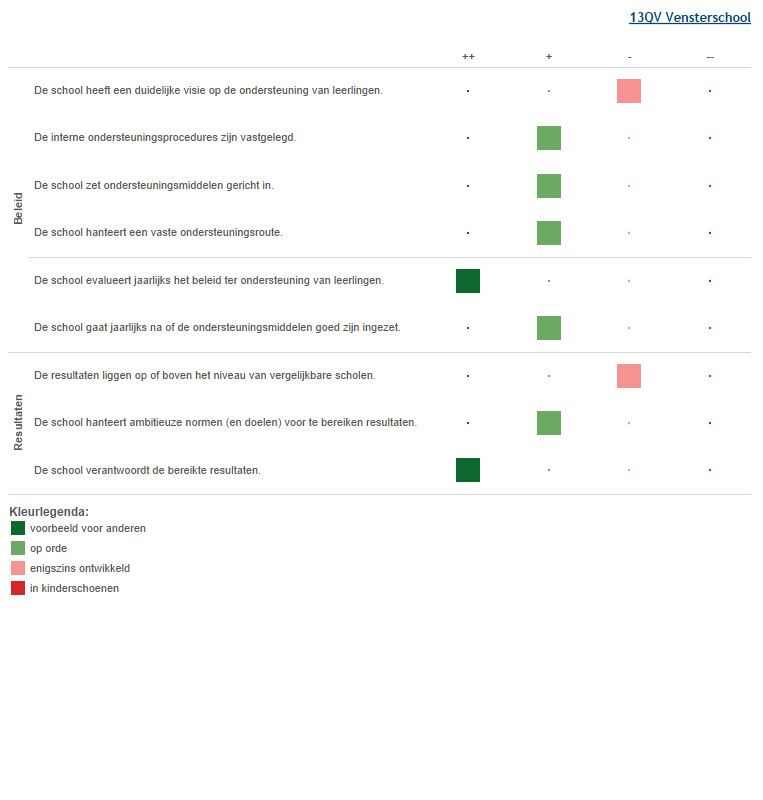 13QV Vensterschool
++ + - --
De school heeft een duidelijke visie op de ondersteuning van leerlingen.
De interne ondersteuningsprocedures zijn vastgelegd.
De school zet ondersteuningsmiddelen gericht in.
Beleid
De school hanteert een vaste ondersteuningsroute.
De school evalueert jaarlijks het beleid ter ondersteuning van leerlingen.
De school gaat jaarlijks na of de ondersteuningsmiddelen goed zijn ingezet.
De resultaten liggen op of boven het niveau van vergelijkbare scholen.
Resultaten
De school hanteert ambitieuze normen (en doelen) voor te bereiken resultaten.
De school verantwoordt de bereikte resultaten.
Kleurlegenda:
voorbeeld voor anderen
op orde
enigszins ontwikkeld
in kinderschoenen